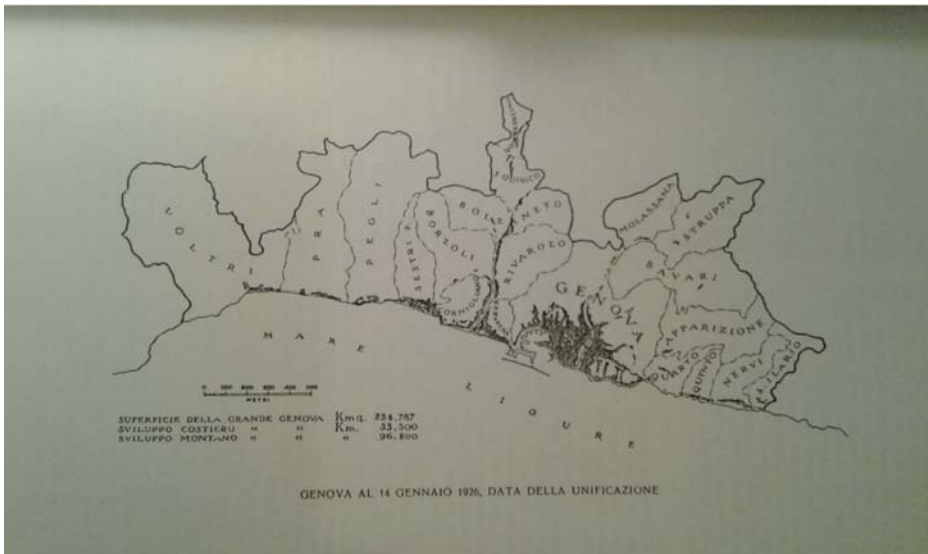 S. QUIRICO
MOLASSANA
STRUPPA
VOLTRI
PRA
PEGLI
SESTRI P.
BORZOLI
BOLZANETO
RIVAROLO
CORNIGLIANO
GENOVA
BAVARI
APPARIZIONE
QUARTO
QUINTO
NERVI
S. ILARIO
MARE
LIGURE
METRI
SUPERFICIE DELLA GRANDE GENOVA Kmq. 234,787
SVILUPPO COSTIERO " " Km. 33,500
SVILUPPO MONTANO " " " 96,800
GENOVA AL 14 GENNAIO 1926, DATA DELLA UNIFICAZIONE